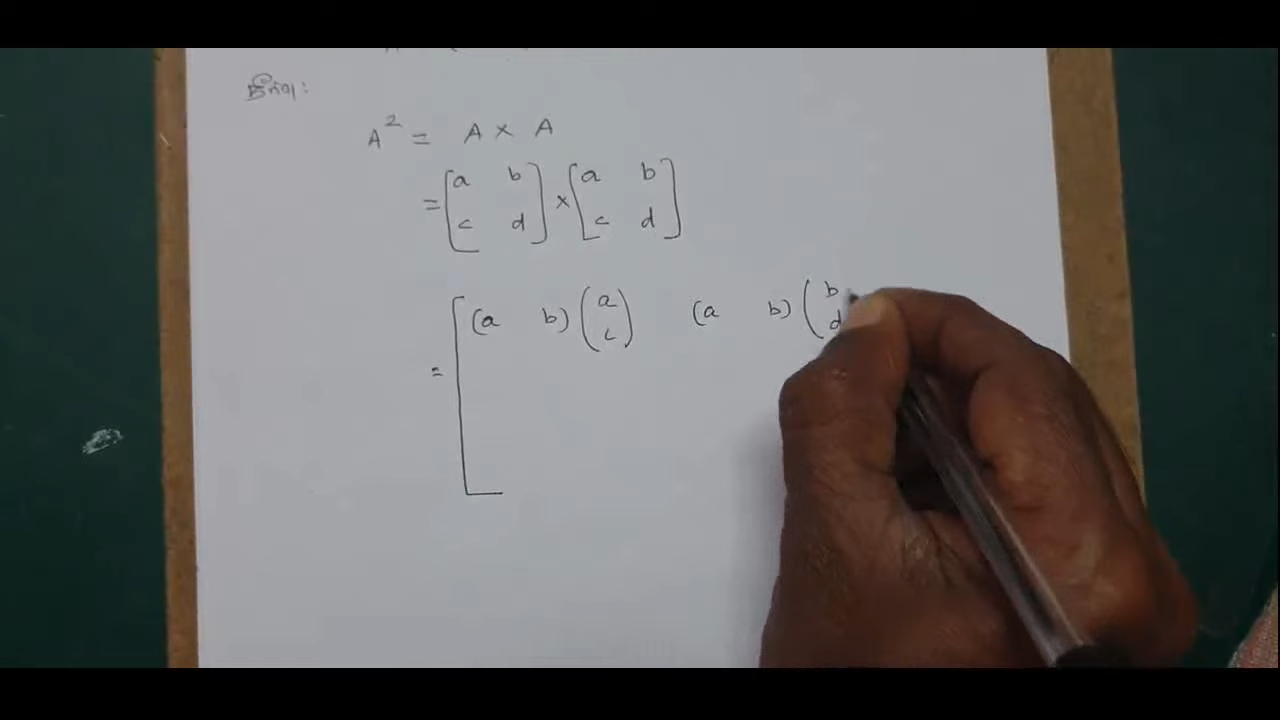 தீர்வு:
A² = A × A
= [a b
c d] × [a b
c d]
= [(a b) (a
c) (a b) (b
d